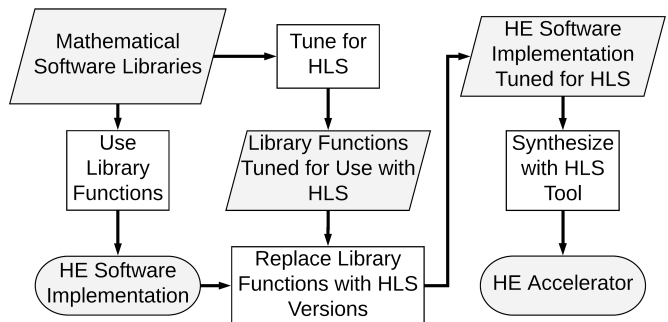 Mathematical
Software Libraries
Tune for
HLS
HE Software
Implementation
Tuned for HLS
Use
Library
Functions
Library Functions
Tuned for Use with
HLS
Synthesize
with HLS
Tool
HE Software
Implementation
Replace Library
Functions with HLS
Versions
HE Accelerator